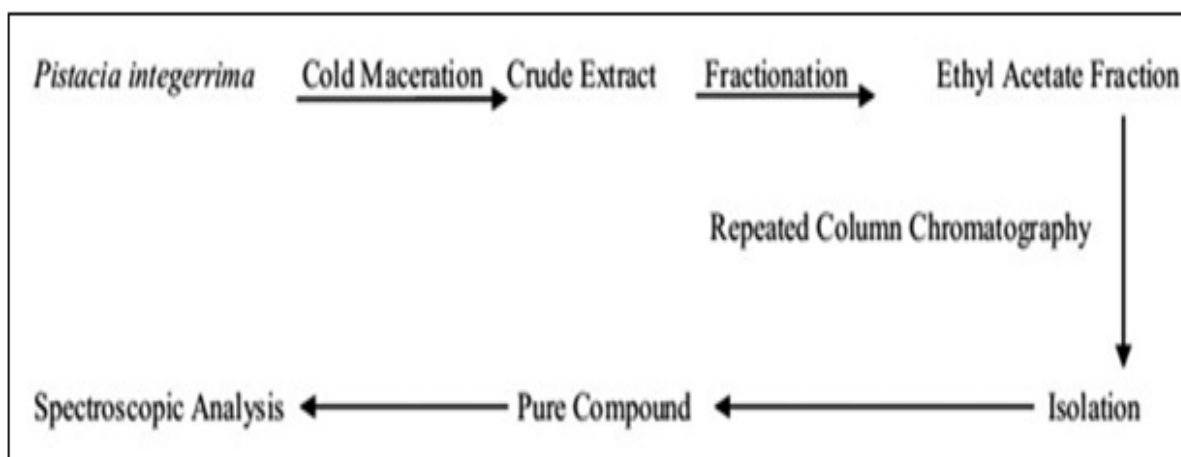 Pistacia integerrima Cold Maceration Crude Extract Fractionation Ethyl Acetate Fraction
Repeated Column Chromatography
Spectroscopic Analysis Pure Compound Isolation